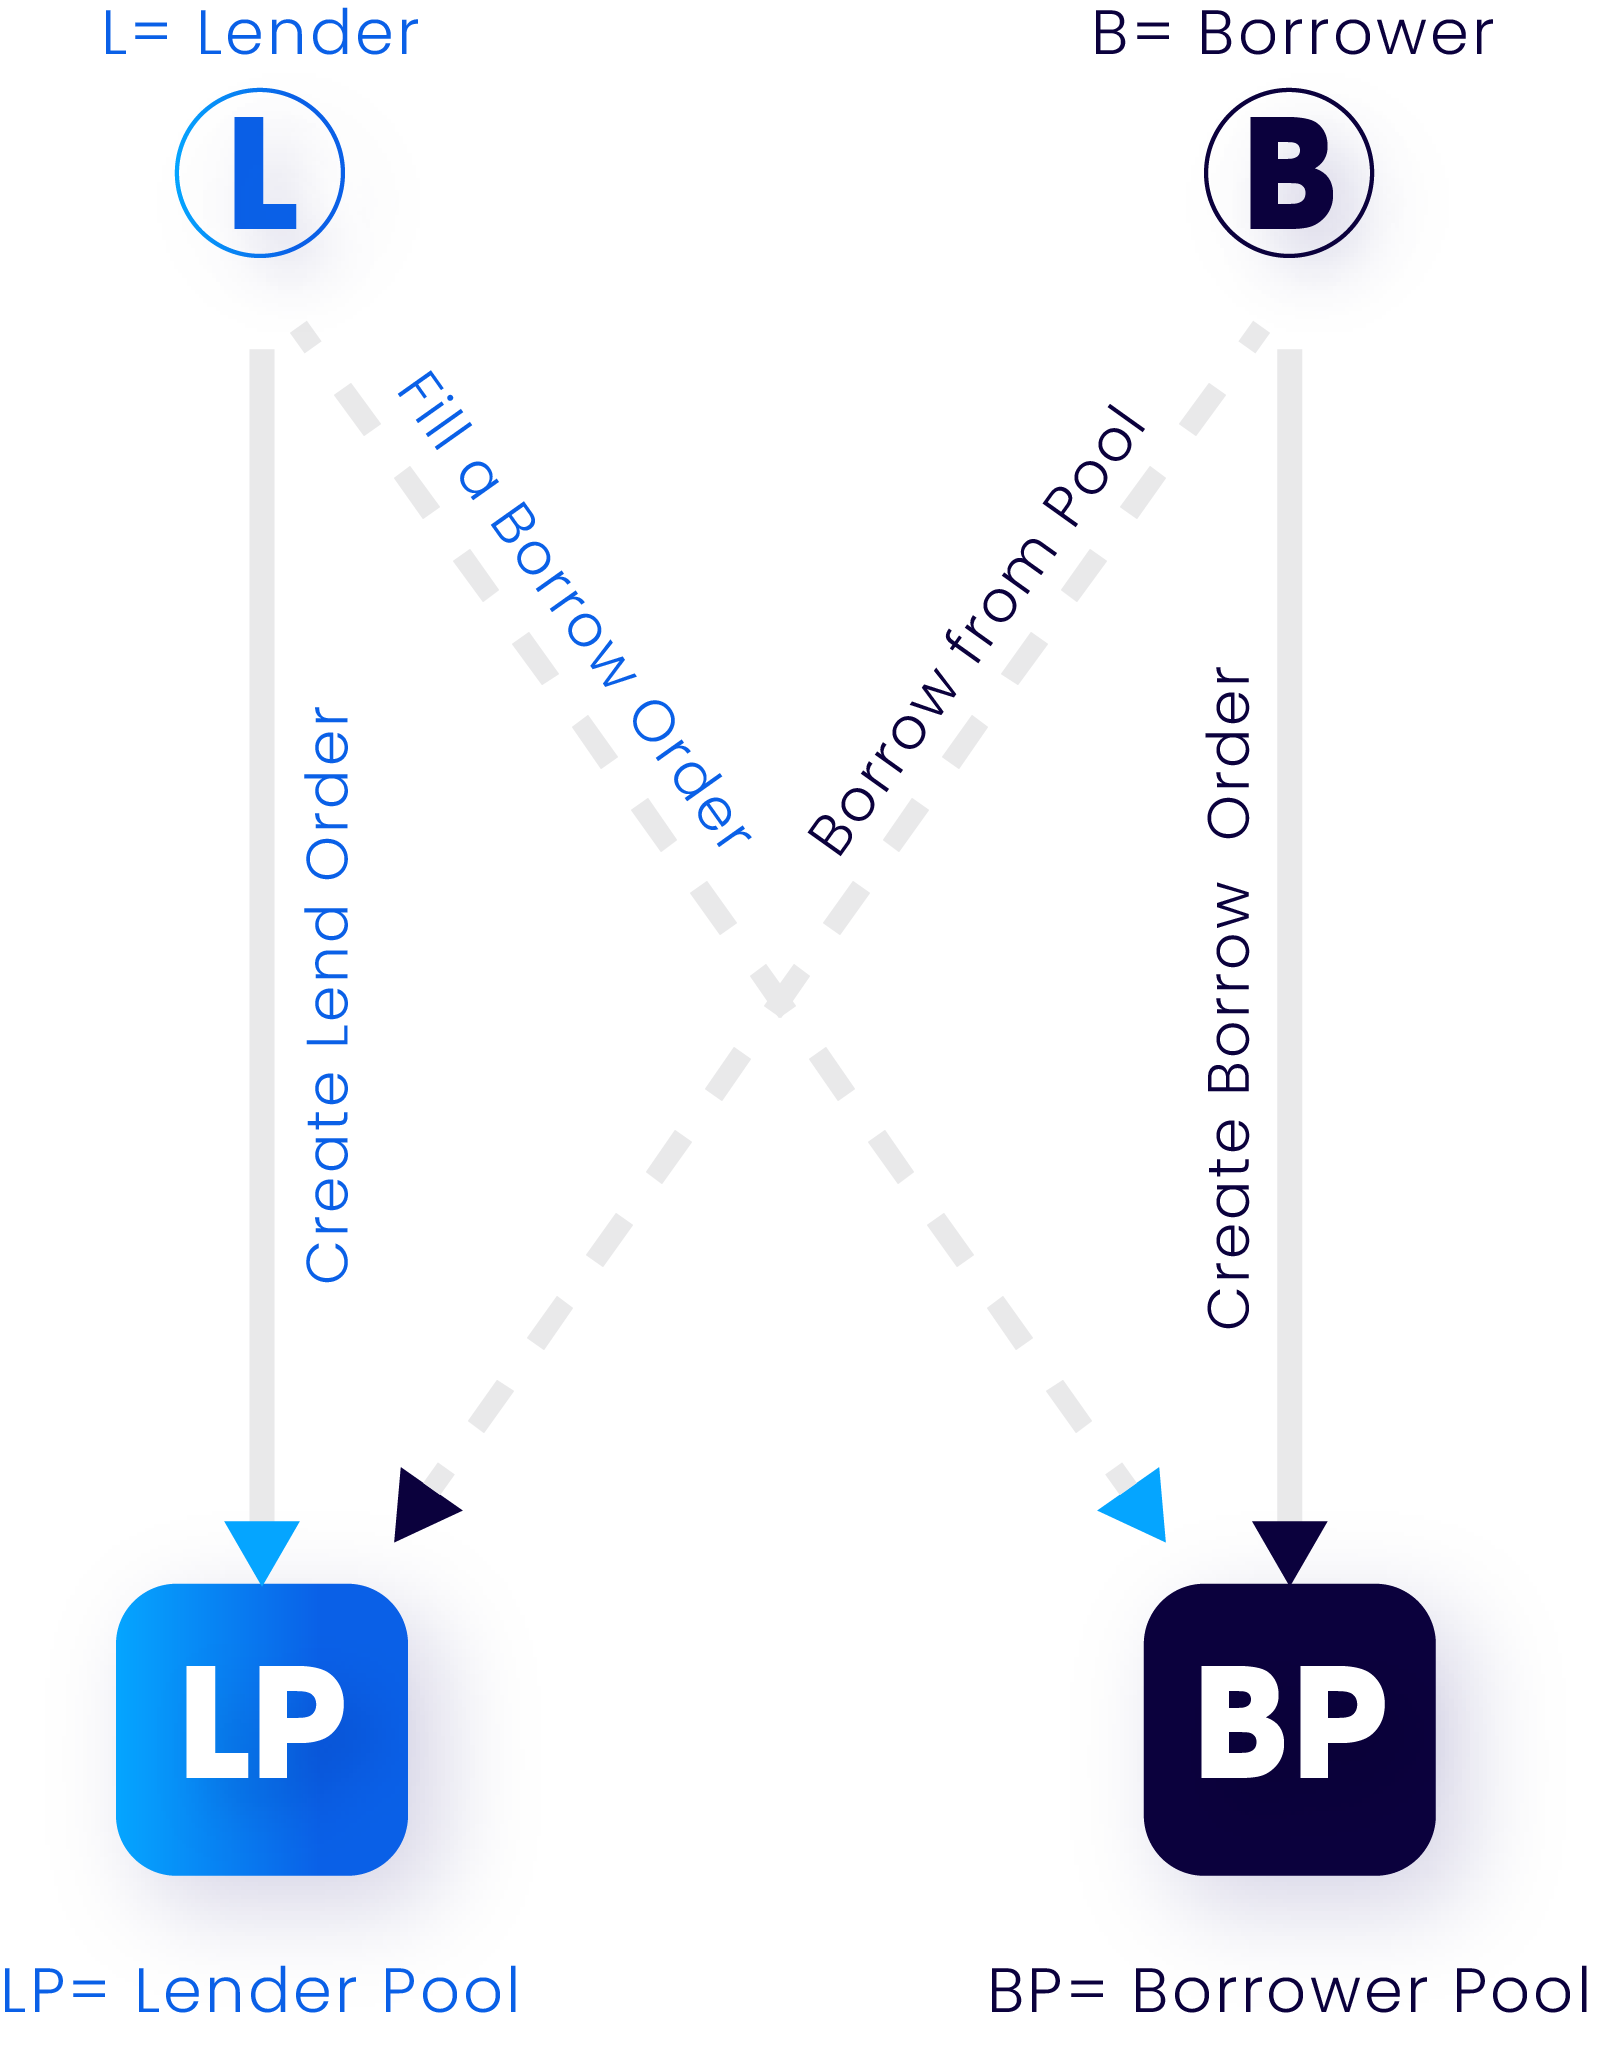 L= Lender
B= Borrower
L
B
Fill a Borrow Order
Borrow from Pool
Create Lend Order
Create Borrow Order
LP
BP
LP= Lender Pool
BP= Borrower Pool